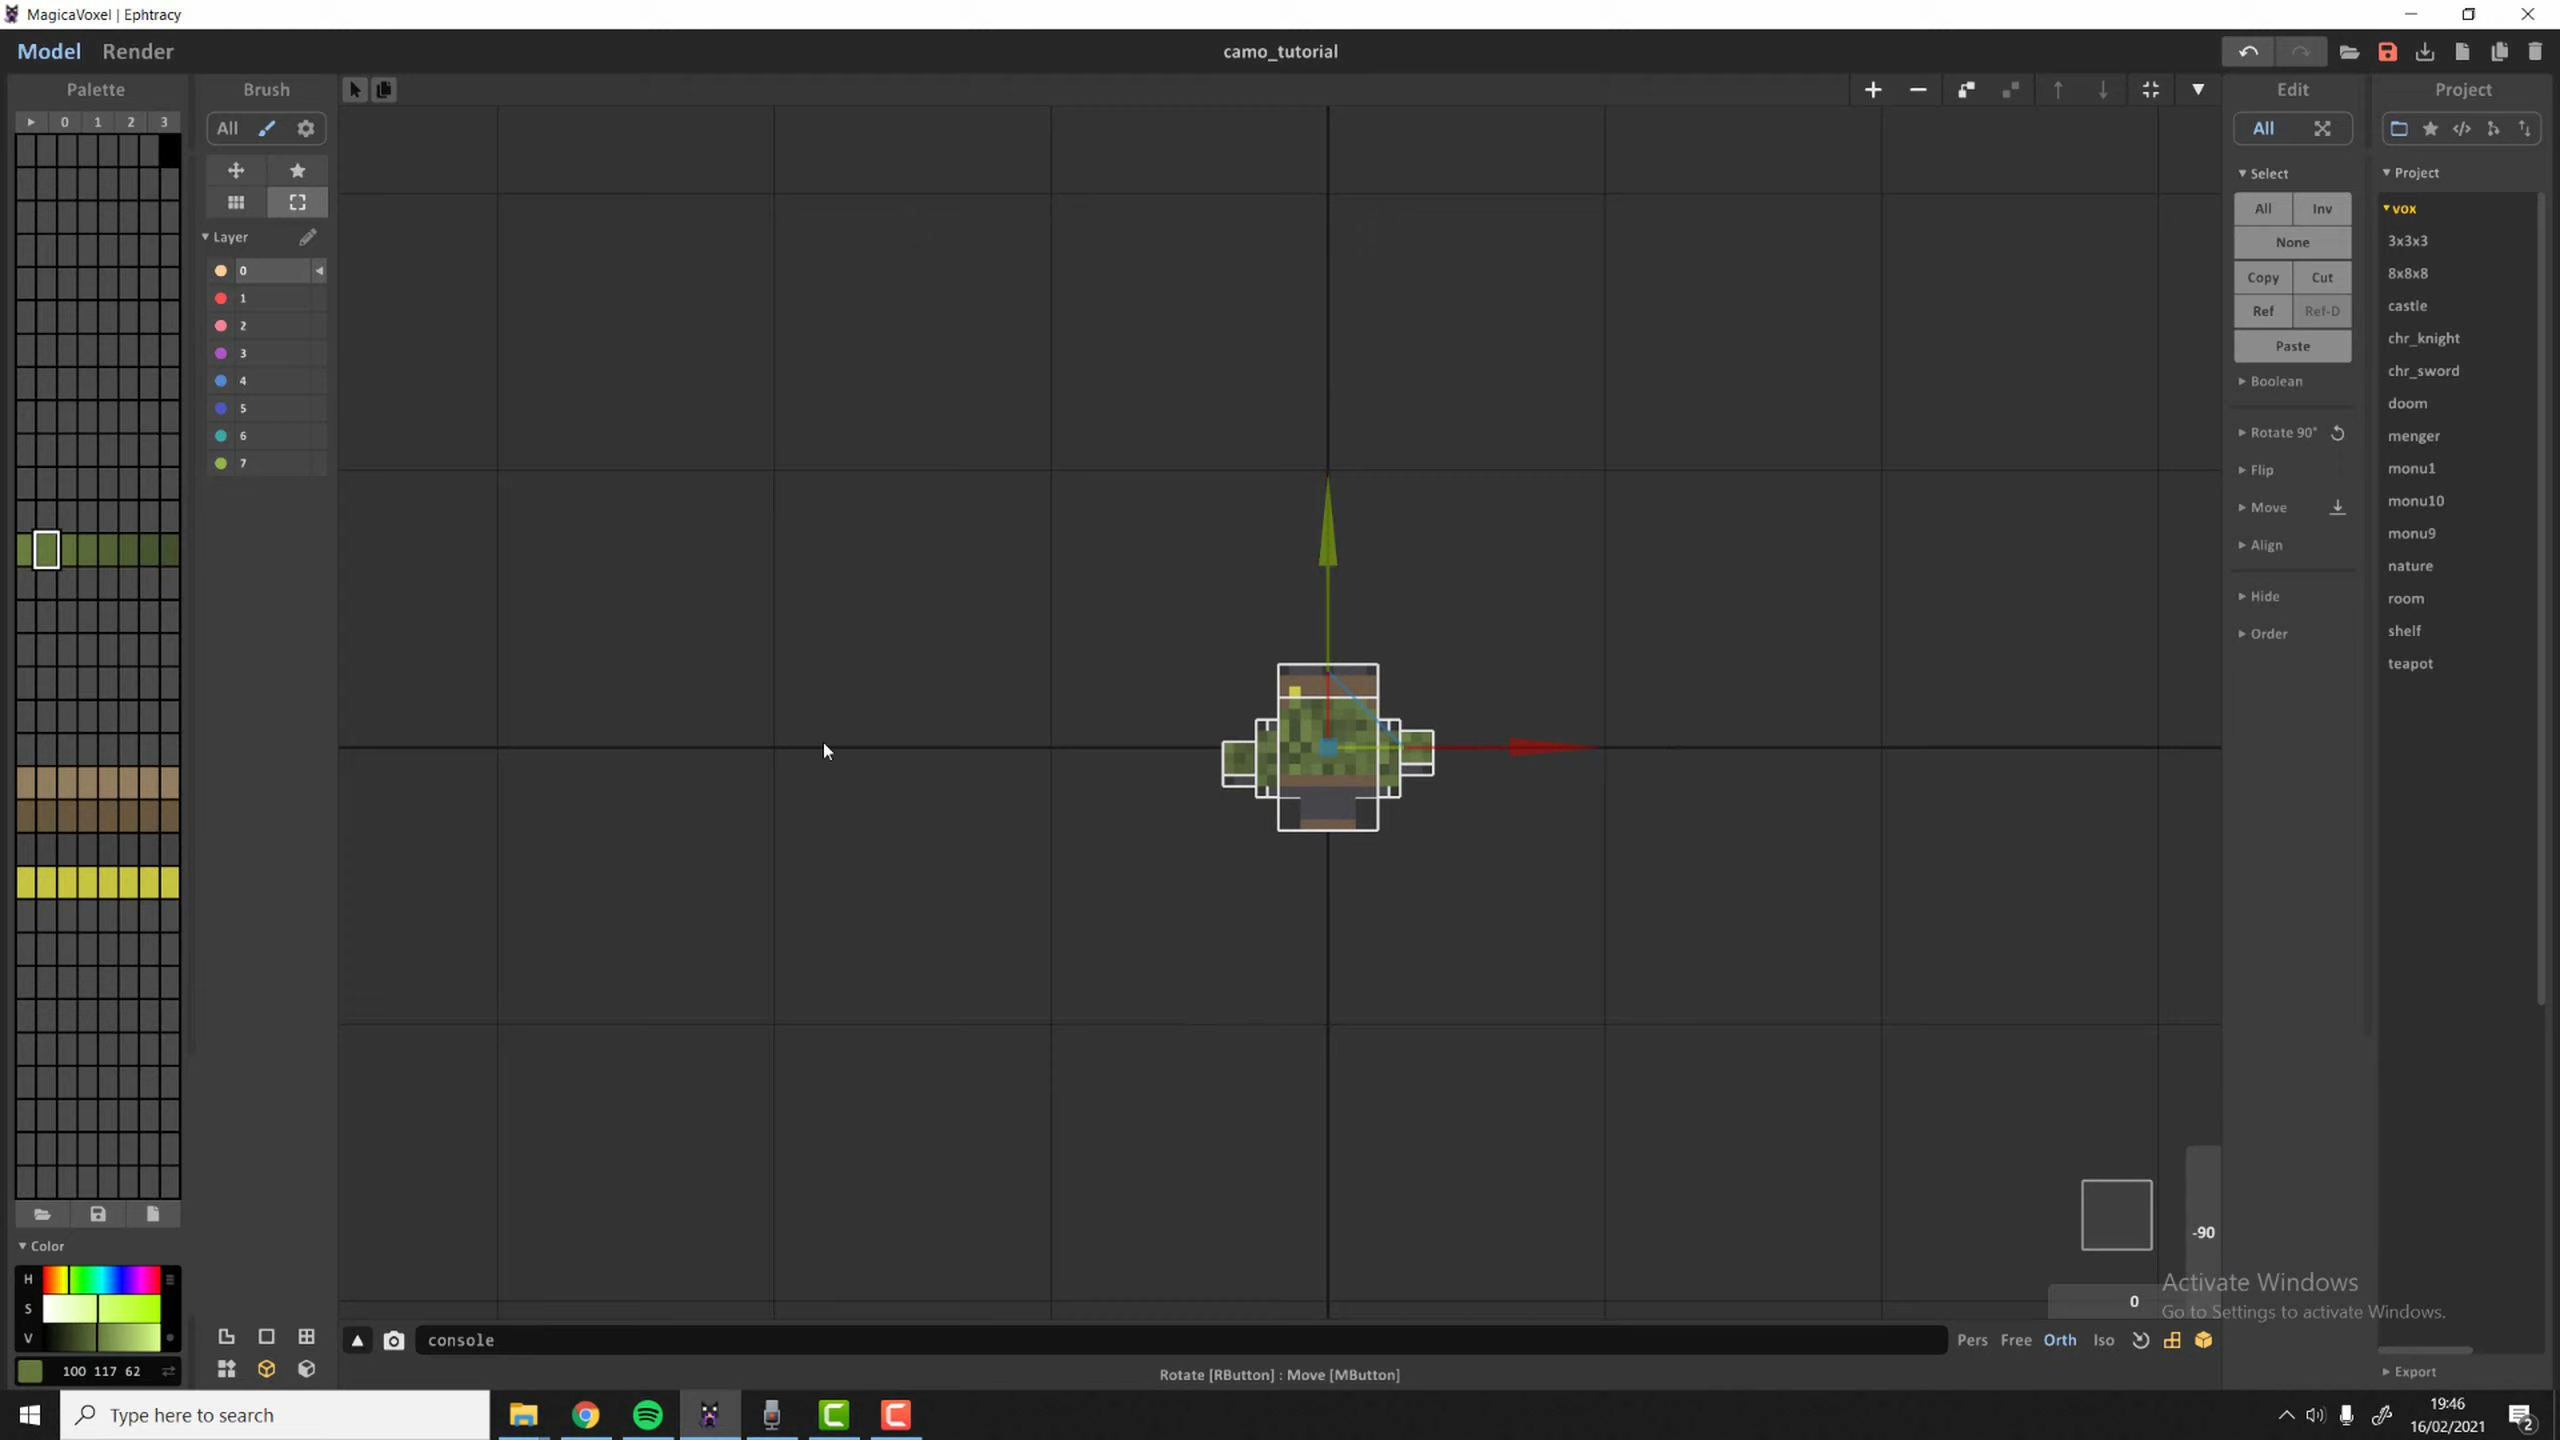 MagicaVoxel | Ephtracy
Model Render
camo_tutorial
Palette
0 1 2 3
Brush
All
Layer
0
1
2
3
4
5
6
7
Edit
All
Select
All Inv
None
Copy Cut
Ref Ref-D
Paste
Boolean
Rotate 90°
Flip
Move
Align
Hide
Order
Project
Project
vox
3x3x3
8x8x8
castle
chr_knight
chr_sword
doom
menger
monu1
monu10
monu9
nature
room
shelf
teapot
Export
-90
0
Activate Windows
Go to Settings to activate Windows.
Color
H
S
V
100 117 62
console
Pers Free Orth Iso
Rotate [RButton] : Move [MButton]
Type here to search
19:46
16/02/2021
2